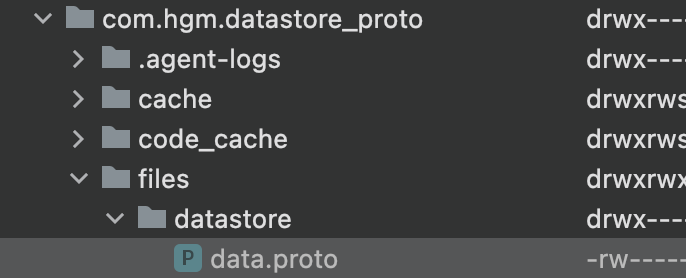 com.hgm.datastore_proto drwx----
.agent-logs drwx----
cache drwxrws
code_cache drwxrws
files drwxrwx
datastore drwx----
P data.proto -rw-----